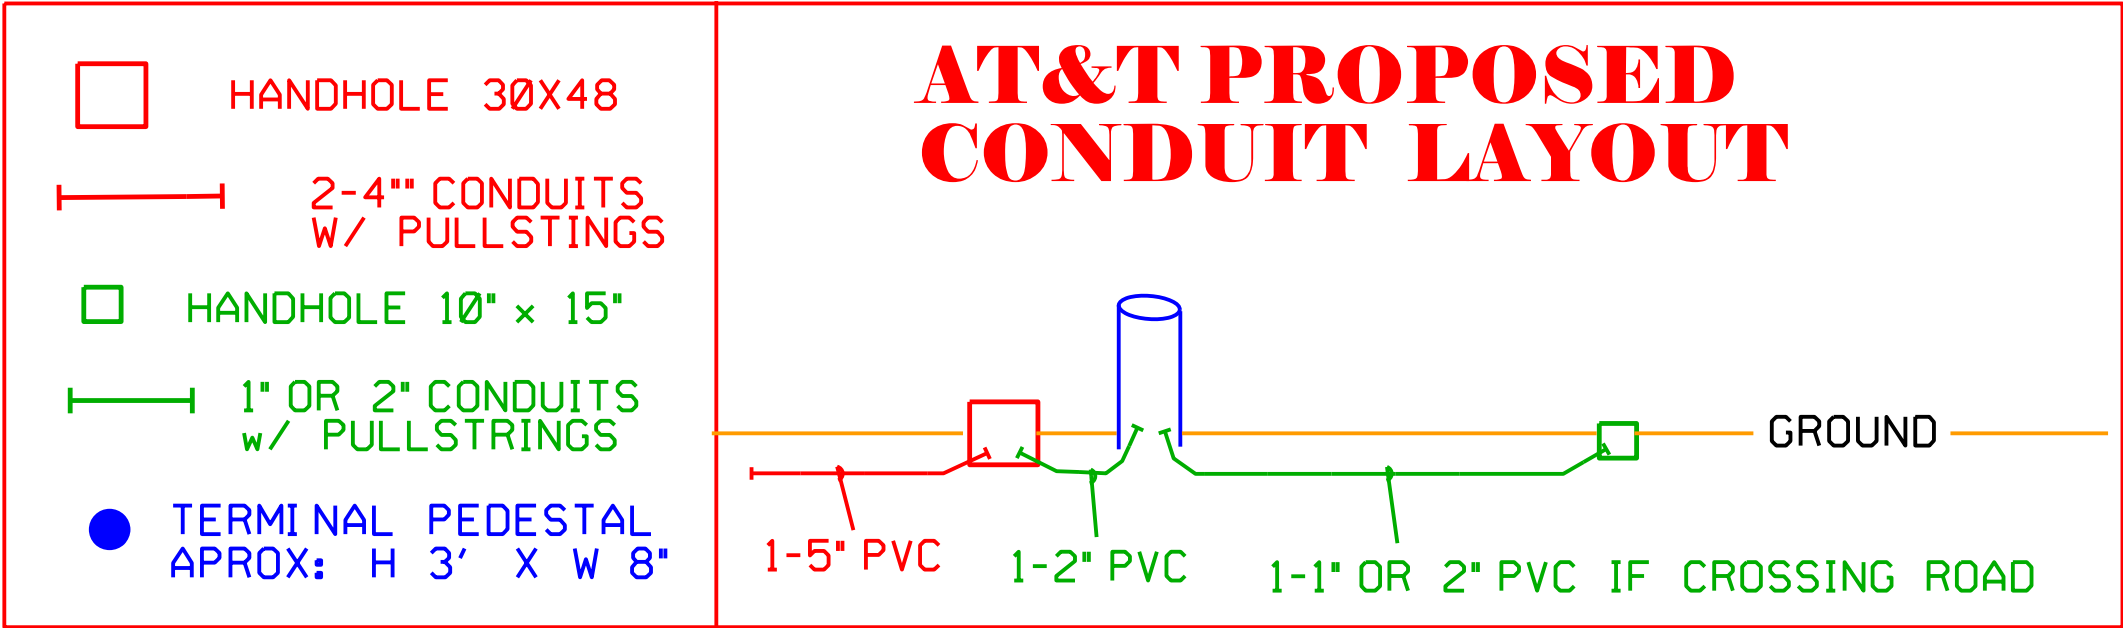 HANDHOLE 30X48
2-4"" CONDUITS
W/ PULLSTINGS
HANDHOLE 10" x 15"
1" OR 2" CONDUITS
w/ PULLSTRINGS
TERMINAL PEDESTAL
APROX: H 3' X W 8"
AT&T PROPOSED
CONDUIT LAYOUT
GROUND
1-5" PVC
1-2" PVC
1-1" OR 2" PVC IF CROSSING ROAD